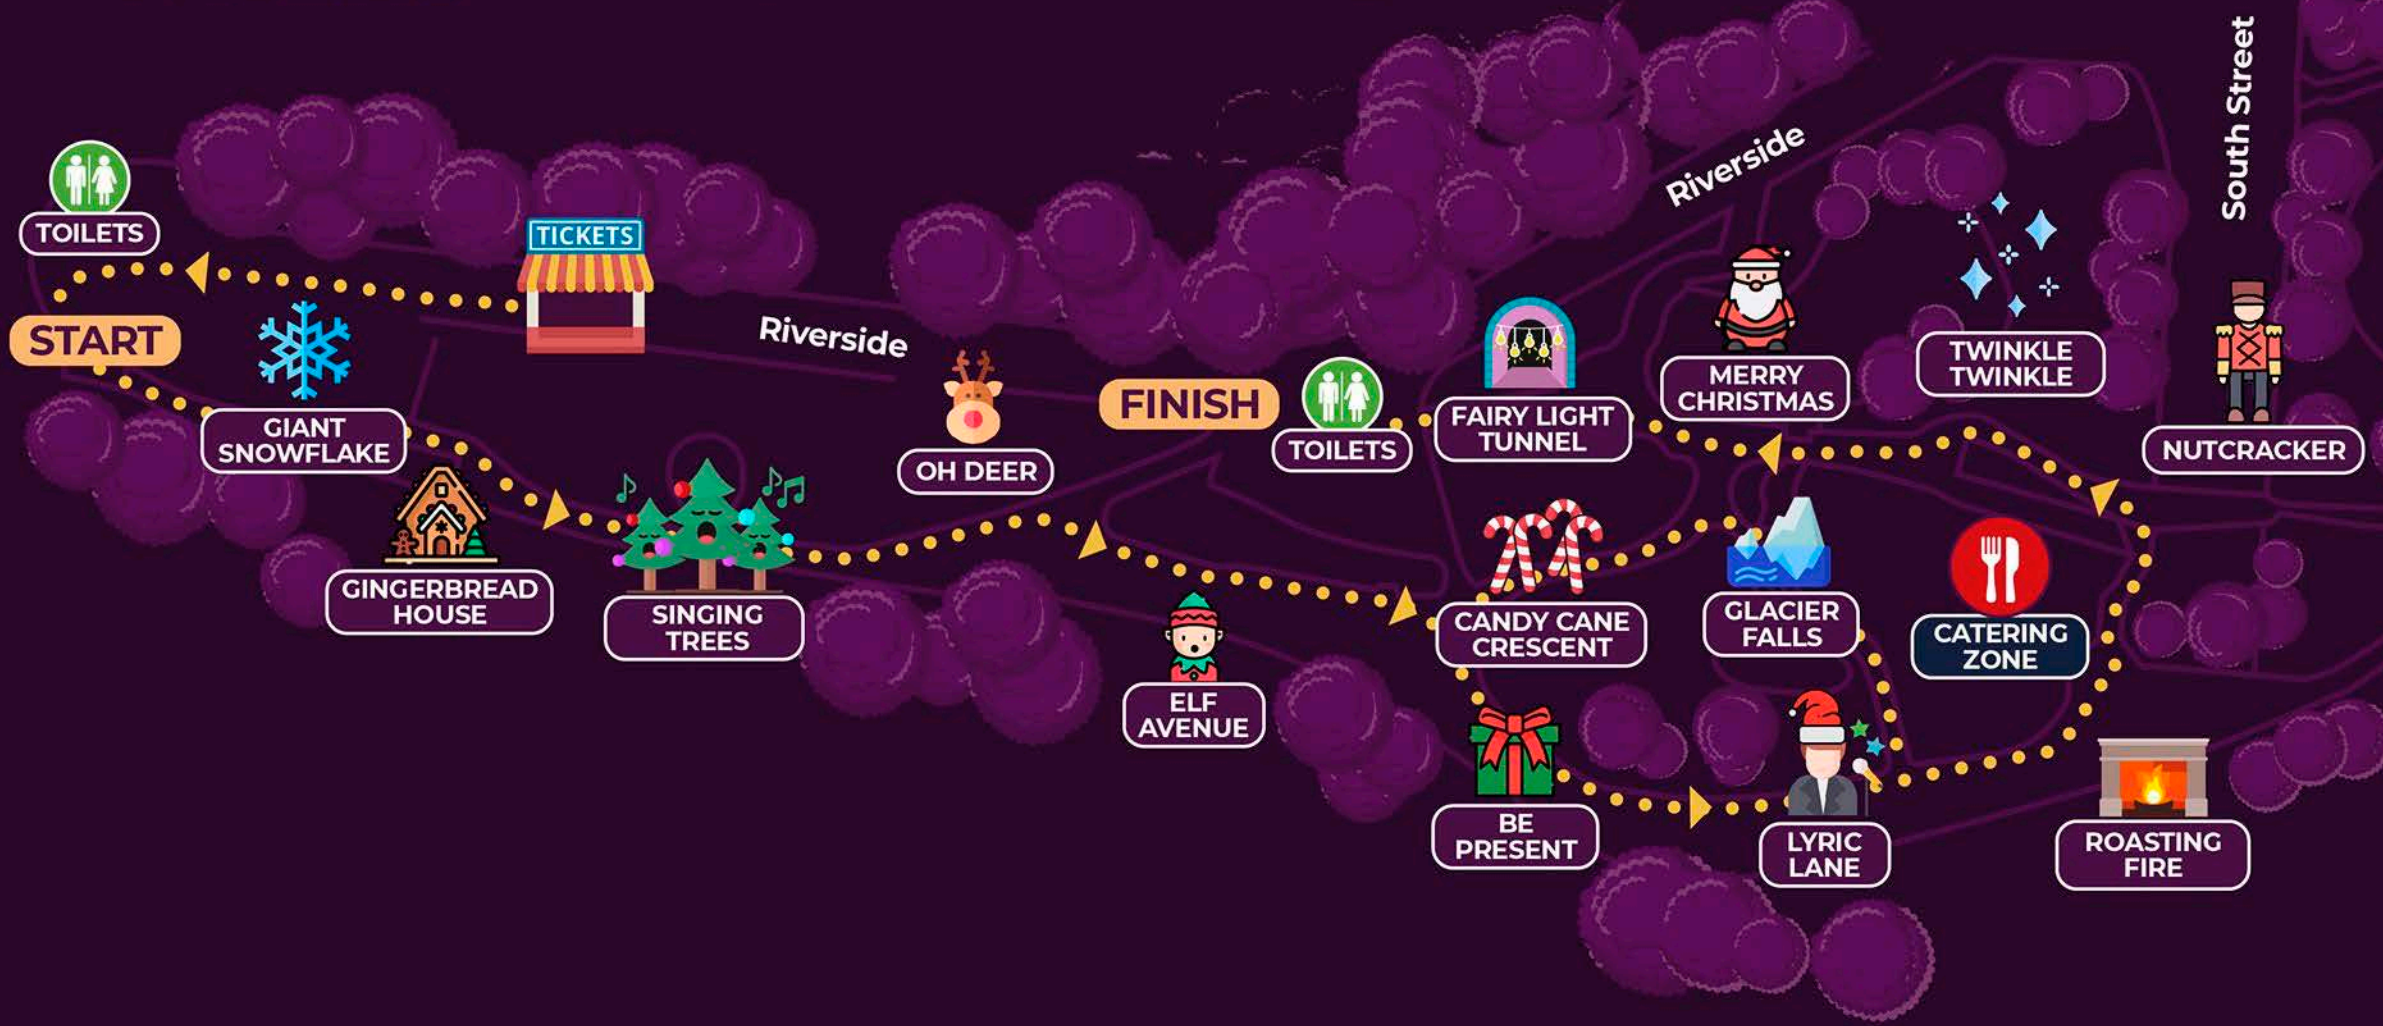 South Street
Riverside
TOILETS
TICKETS
START
Riverside
GIANT
SNOWFLAKE
GINGERBREAD
HOUSE
SINGING
TREES
OH DEER
FINISH
TOILETS
FAIRY LIGHT
TUNNEL
MERRY
CHRISTMAS
TWINKLE
TWINKLE
NUTCRACKER
ELF
AVENUE
CANDY CANE
CRESCENT
GLACIER
FALLS
CATERING
ZONE
BE
PRESENT
LYRIC
LANE
ROASTING
FIRE